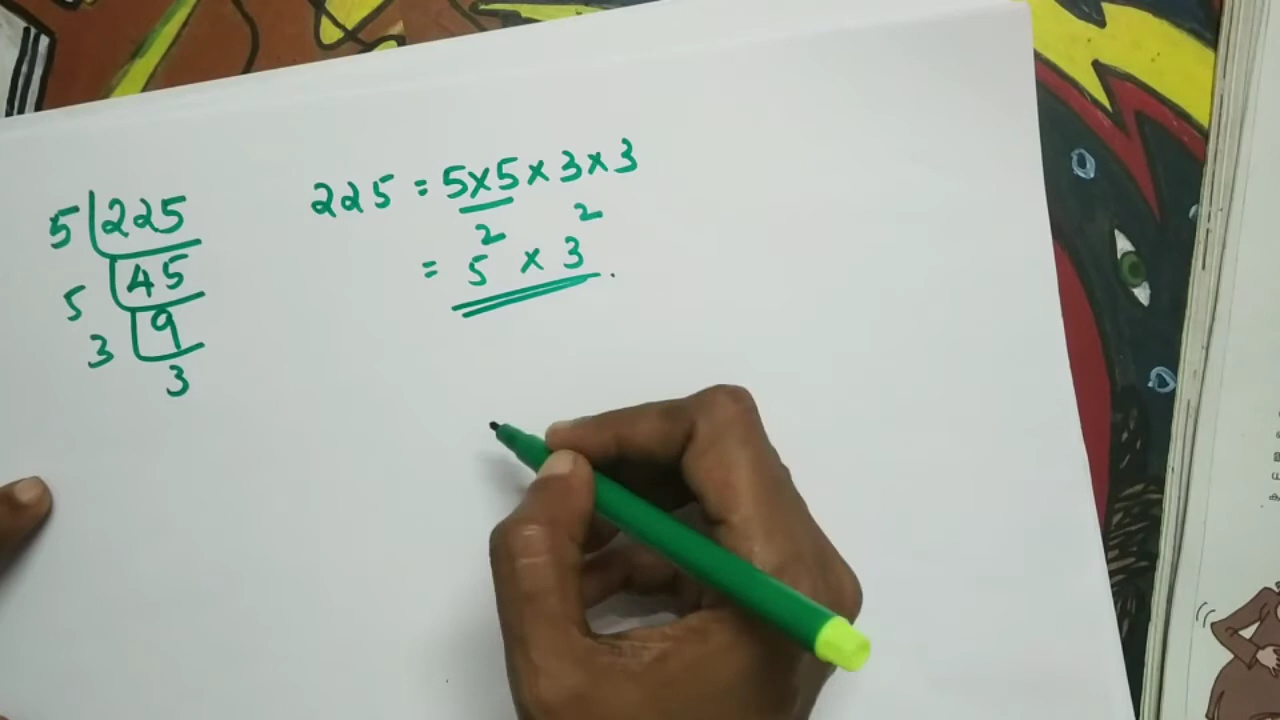 5 | 225
5 | 45
3 | 9
3
225 = 5×5×3×3
= 5² × 3².